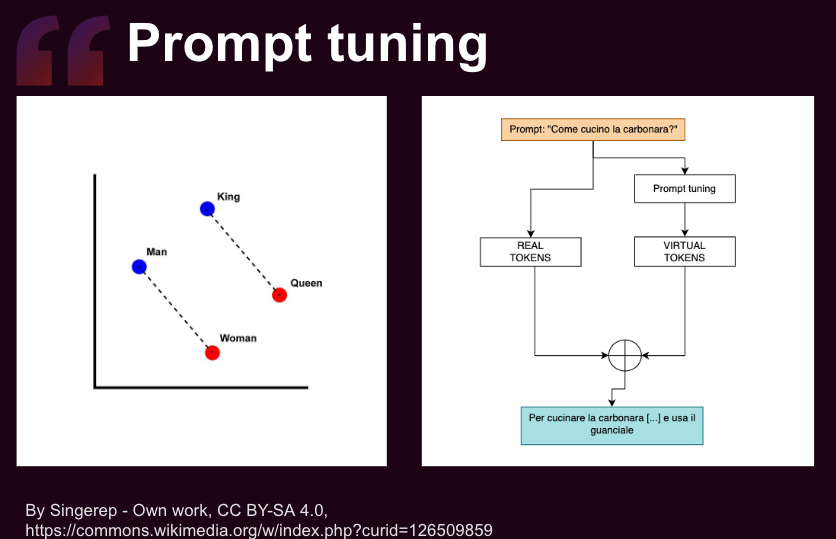 Prompt tuning
King
Man
Queen
Woman
Prompt: "Come cucino la carbonara?"
Prompt tuning
REAL
TOKENS
VIRTUAL
TOKENS
Per cucinare la carbonara [...] e usa il
guanciale
By Singerep - Own work, CC BY-SA 4.0,
https://commons.wikimedia.org/w/index.php?curid=126509859